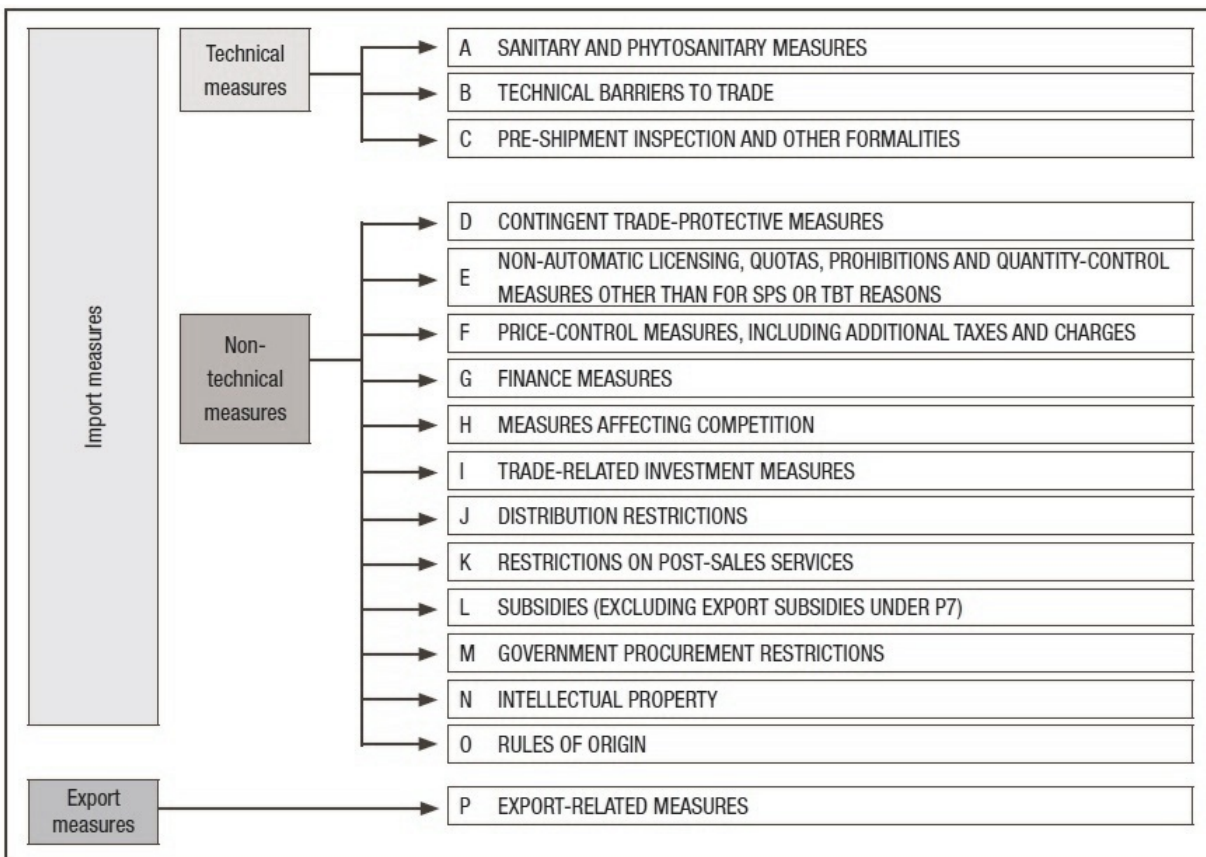 Import measures
Technical
measures
A SANITARY AND PHYTOSANITARY MEASURES
B TECHNICAL BARRIERS TO TRADE
C PRE-SHIPMENT INSPECTION AND OTHER FORMALITIES
Non-
technical
measures
D CONTINGENT TRADE-PROTECTIVE MEASURES
E NON-AUTOMATIC LICENSING, QUOTAS, PROHIBITIONS AND QUANTITY-CONTROL
MEASURES OTHER THAN FOR SPS OR TBT REASONS
F PRICE-CONTROL MEASURES, INCLUDING ADDITIONAL TAXES AND CHARGES
G FINANCE MEASURES
H MEASURES AFFECTING COMPETITION
I TRADE-RELATED INVESTMENT MEASURES
J DISTRIBUTION RESTRICTIONS
K RESTRICTIONS ON POST-SALES SERVICES
L SUBSIDIES (EXCLUDING EXPORT SUBSIDIES UNDER P7)
M GOVERNMENT PROCUREMENT RESTRICTIONS
N INTELLECTUAL PROPERTY
O RULES OF ORIGIN
Export
measures
P EXPORT-RELATED MEASURES